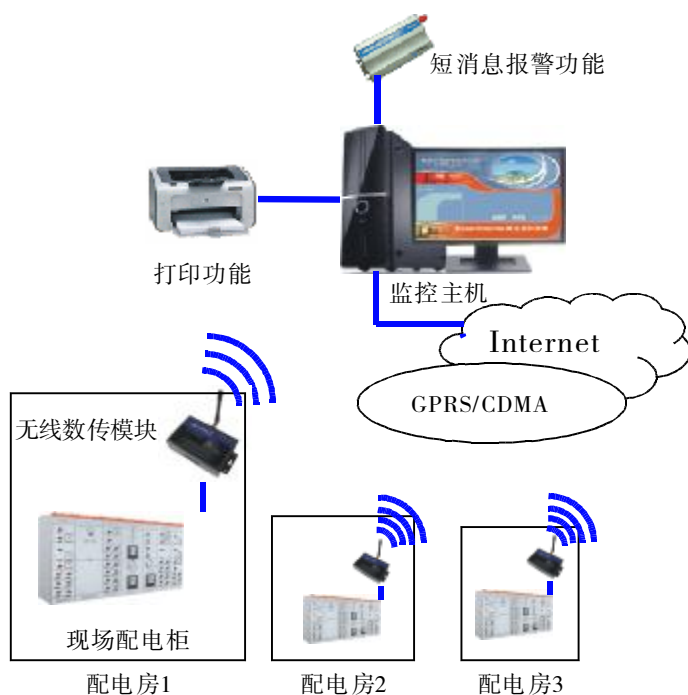 短消息报警功能
打印功能
监控主机
Internet
GPRS/CDMA
无线数传模块
现场配电柜
配电房1
配电房2
配电房3